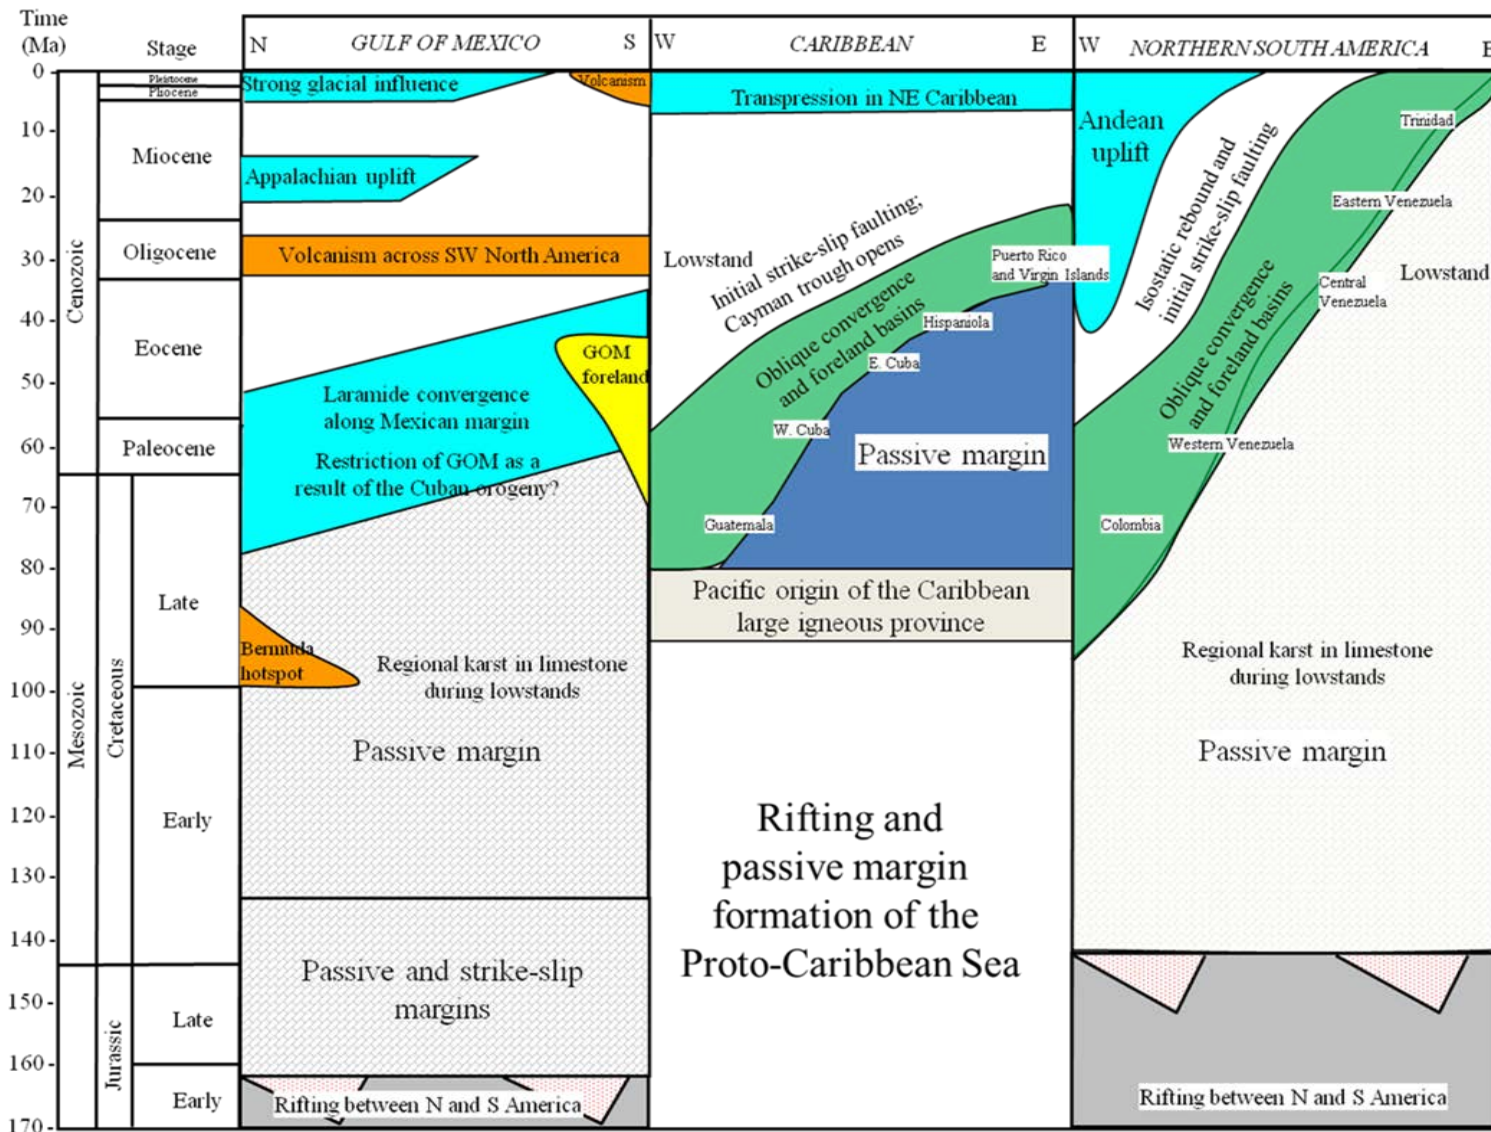 Time
(Ma)
Stage
N GULF OF MEXICO S
W CARIBBEAN E
W NORTHERN SOUTH AMERICA E
0
10
20
30
40
50
60
70
80
90
100
110
120
130
140
150
160
170
Cenozoic
Mesozoic
Cretaceous
Jurassic
Pleistocene
Pliocene
Miocene
Oligocene
Eocene
Paleocene
Late
Early
Late
Early
Strong glacial influence
Volcanism
Appalachian uplift
Volcanism across SW North America
GOM
foreland
Laramide convergence
along Mexican margin
Restriction of GOM as a
result of the Cuban orogeny?
Bermuda
hotspot
Regional karst in limestone
during lowstands
Passive margin
Passive and strike-slip
margins
Rifting between N and S America
Transpression in NE Caribbean
Lowstand
Initial strike-slip faulting;
Cayman trough opens
Oblique convergence
and foreland basins
Puerto Rico
and Virgin Islands
Hispaniola
E. Cuba
W. Cuba
Guatemala
Passive margin
Pacific origin of the Caribbean
large igneous province
Rifting and
passive margin
formation of the
Proto-Caribbean Sea
Andean
uplift
Isostatic rebound and
initial strike-slip faulting
Oblique convergence
and foreland basins
Trinidad
Eastern Venezuela
Central
Venezuela
Western Venezuela
Colombia
Lowstand
Regional karst in limestone
during lowstands
Passive margin
Rifting between N and S America